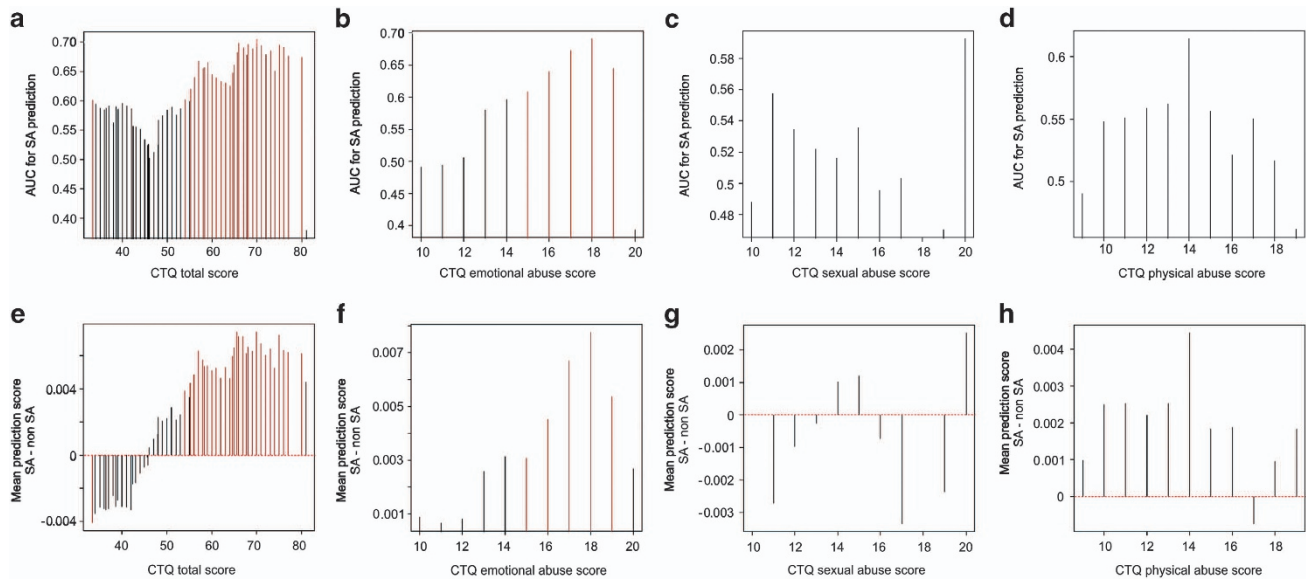 a
AUC for SA prediction
0.70
0.65
0.60
0.55
0.50
0.45
0.40
40 50 60 70 80
CTQ total score
b
AUC for SA prediction
0.70
0.65
0.60
0.55
0.50
0.45
0.4
10 12 14 16 18 20
CTQ emotional abuse score
c
AUC for SA prediction
0.58
0.56
0.54
0.52
0.50
0.48
10 12 14 16 18 20
CTQ sexual abuse score
d
AUC for SA prediction
0.6
0.55
0.5
10 12 14 16 18
CTQ physical abuse score
e
Mean prediction score
SA - non SA
0.004
0
-0.004
40 50 60 70 80
CTQ total score
f
Mean prediction score
SA - non SA
0.007
0.005
0.003
0.001
10 12 14 16 18 20
CTQ emotional abuse score
g
Mean prediction score
SA - non SA
0.002
0.001
0
-0.001
-0.002
-0.003
10 12 14 16 18 20
CTQ sexual abuse score
h
Mean prediction score
SA - non SA
0.004
0.003
0.002
0.001
0
10 12 14 16 18
CTQ physical abuse score